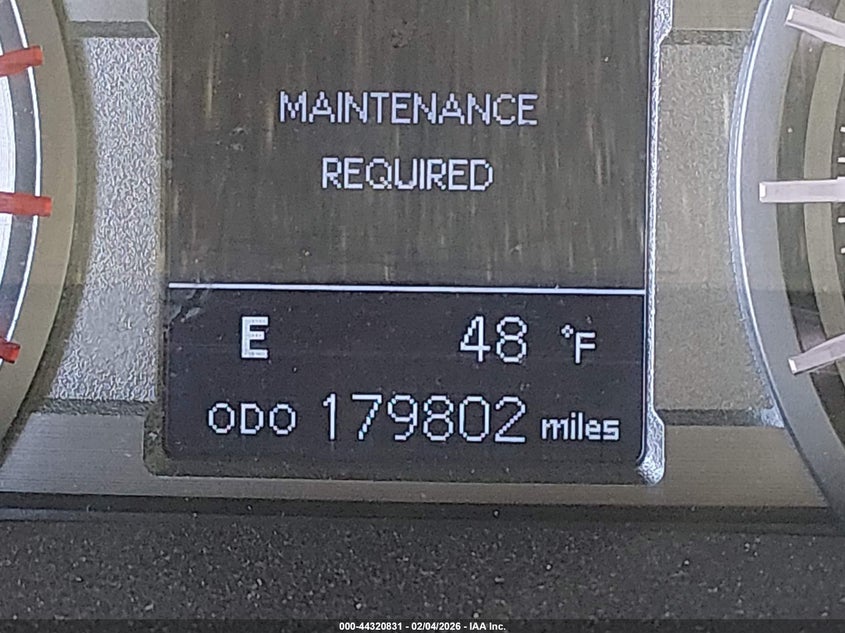 MAINTENANCE
REQUIRED
E 48 °F
ODO 179802 miles
000-44320831 - 02/04/2026 - IAA Inc.